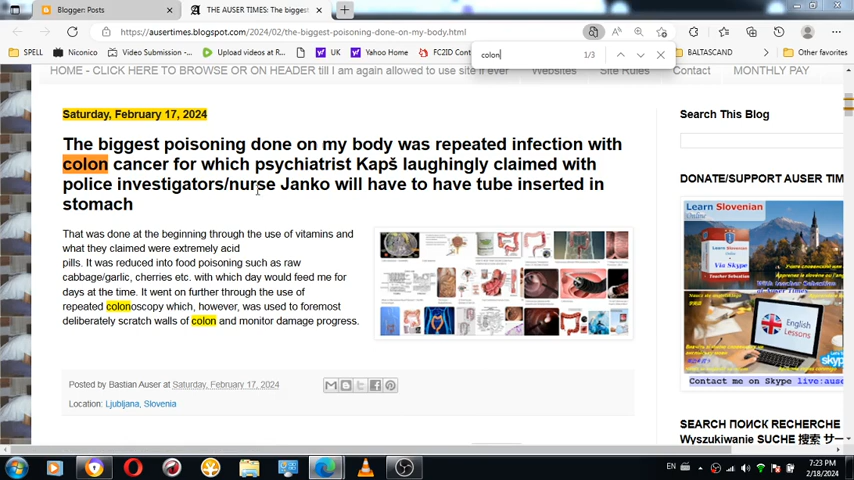 Bloggen Posts
THE AUSER TIMES: The biggest
https://ausertimes.blogspot.com/2024/02/the-biggest-poisoning-done-on-my-body.html
SPELL
Niconico
Video Submission -...
Upload videos at R...
UK
Yahoo Home
FC2ID Cont
BALTASCAND
Other favorites
colon
1/3
HOME - CLICK HERE TO BROWSE OR ON HEADER till I am again allowed to use site if ever
Websites
Site Rules
Contact
MONTHLY PAY
Saturday, February 17, 2024
The biggest poisoning done on my body was repeated infection with
colon cancer for which psychiatrist Kapš laughingly claimed with
police investigators/nurse Janko will have to have tube inserted in
stomach
That was done at the beginning through the use of vitamins and
what they claimed were extremely acid
pills. It was reduced into food poisoning such as raw
cabbage/garlic, cherries etc. with which day would feed me for
days at the time. It went on further through the use of
repeated colonoscopy which, however, was used to foremost
deliberately scratch walls of colon and monitor damage progress.
Posted by Bastian Auser at Saturday, February 17, 2024
Location: Ljubljana, Slovenia
Search This Blog
DONATE/SUPPORT AUSER TIM
Learn Slovenian
Online
Via Skype
English
Lessons
Contact me on Skype live:ause
SEARCH ПОИСК RECHERCHE
Wyszukiwanie SUCHE 搜索 サー
EN
7:23 PM
2/18/2024